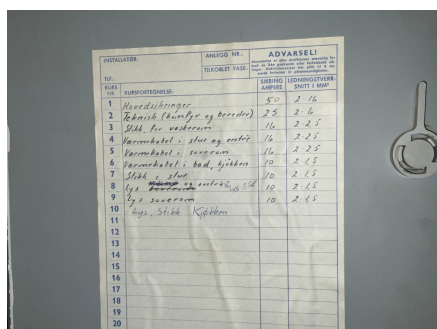 INSTALLATØR: ANLEGG NR.: ADVARSEL!
TILKOBLET FASE:
TLF.:
KURS NR. KURSFORTEGNELSE: SIKRING AMPERE LEDNINGSTVERR-SNITT I MM²
1 Hovedsikringer 50 2·16
2 Teknisk (komfyr og bereder) 25 2·6
3 Stikk for vaskerom 16 2·2.5
4 Varmekabel i stue og entré 16 2·2.5
5 Varmekabel i soverom 16 2·2.5
6 Varmekabel i bad, kjøkken 10 2·1.5
7 Stikk i stue 10 2·1.5
8 Lys og entré 10 2·1.5
9 Lys soverom 10 2·1.5
10 Lys, Stikk Kjøkken
11
12
13
14
15
16
17
18
19
20